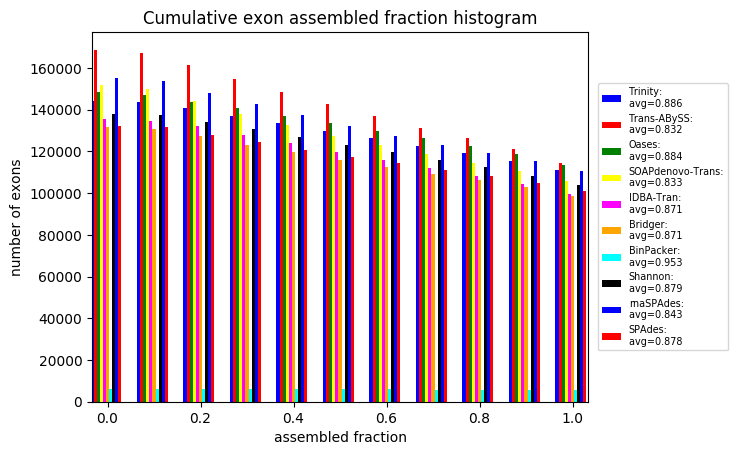 Cumulative exon assembled fraction histogram
number of exons
160000
140000
120000
100000
80000
60000
40000
20000
0
0.0 0.2 0.4 0.6 0.8 1.0
assembled fraction
Trinity:
avg=0.886
Trans-ABySS:
avg=0.832
Oases:
avg=0.884
SOAPdenovo-Trans:
avg=0.833
IDBA-Tran:
avg=0.871
Bridger:
avg=0.871
BinPacker:
avg=0.953
Shannon:
avg=0.879
rnaSPAdes:
avg=0.843
SPAdes:
avg=0.878